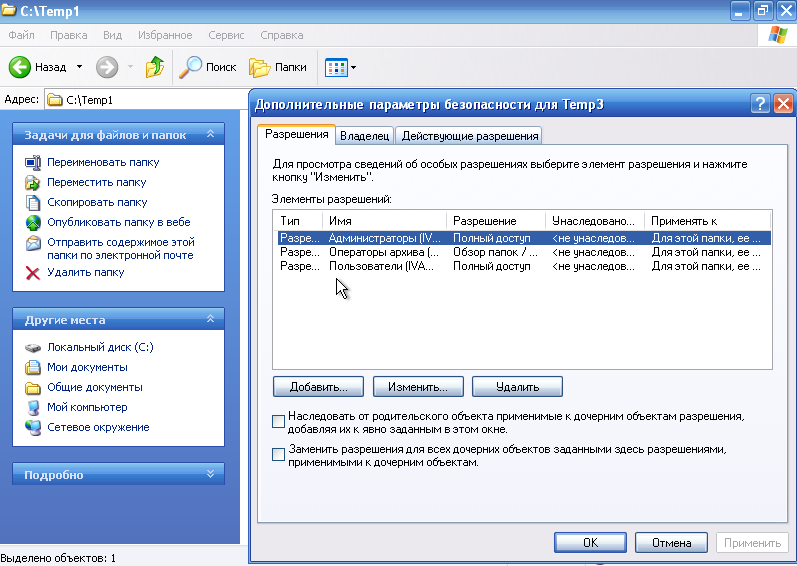 C:\Temp1
Файл Правка Вид Избранное Сервис Справка
Назад Поиск Папки
Адрес: C:\Temp1
Задачи для файлов и папок
Переименовать папку
Переместить папку
Скопировать папку
Опубликовать папку в вебе
Отправить содержимое этой
папки по электронной почте
Удалить папку
Другие места
Локальный диск (C:)
Мои документы
Общие документы
Мой компьютер
Сетевое окружение
Подробно
Выделено объектов: 1
Дополнительные параметры безопасности для Temp3
Разрешения Владелец Действующие разрешения
Для просмотра сведений об особых разрешениях выберите элемент разрешения и нажмите
кнопку "Изменить".
Элементы разрешений:
Тип Имя Разрешение Унаследовано... Применять к
Разре... Администраторы (IV... Полный доступ <не унаследов... Для этой папки, ее ...
Разре... Операторы архива (... Обзор папок / ... <не унаследов... Для этой папки, ее ...
Разре... Пользователи (IVA... Полный доступ <не унаследов... Для этой папки, ее ...
Добавить... Изменить... Удалить
Наследовать от родительского объекта применимые к дочерним объектам разрешения,
добавляя их к явно заданным в этом окне.
Заменить разрешения для всех дочерних объектов заданными здесь разрешениями,
применимыми к дочерним объектам.
OK Отмена Применить